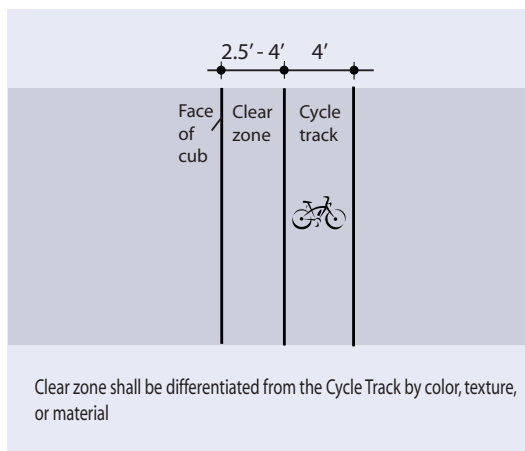 2.5’ - 4’ 4’
Face of cub
Clear zone
Cycle track
Clear zone shall be differentiated from the Cycle Track by color, texture,
or material